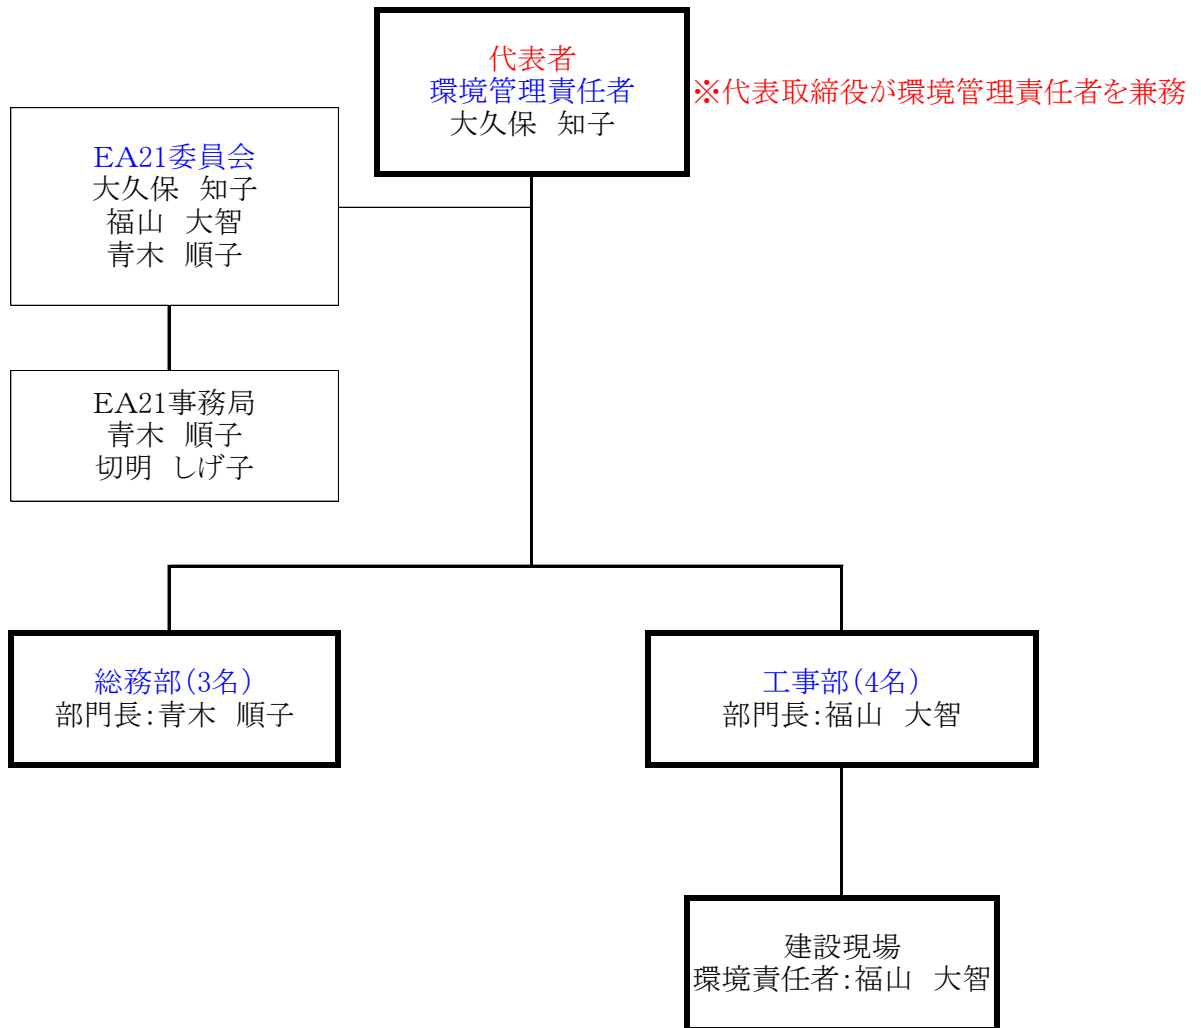 代表者
環境管理責任者
大久保　知子
※代表取締役が環境管理責任者を兼務
EA21委員会
大久保　知子
福山　大智
青木　順子
EA21事務局
青木　順子
切明　しげ子
総務部(3名)
部門長:青木　順子
工事部(4名)
部門長:福山　大智
建設現場
環境責任者:福山　大智